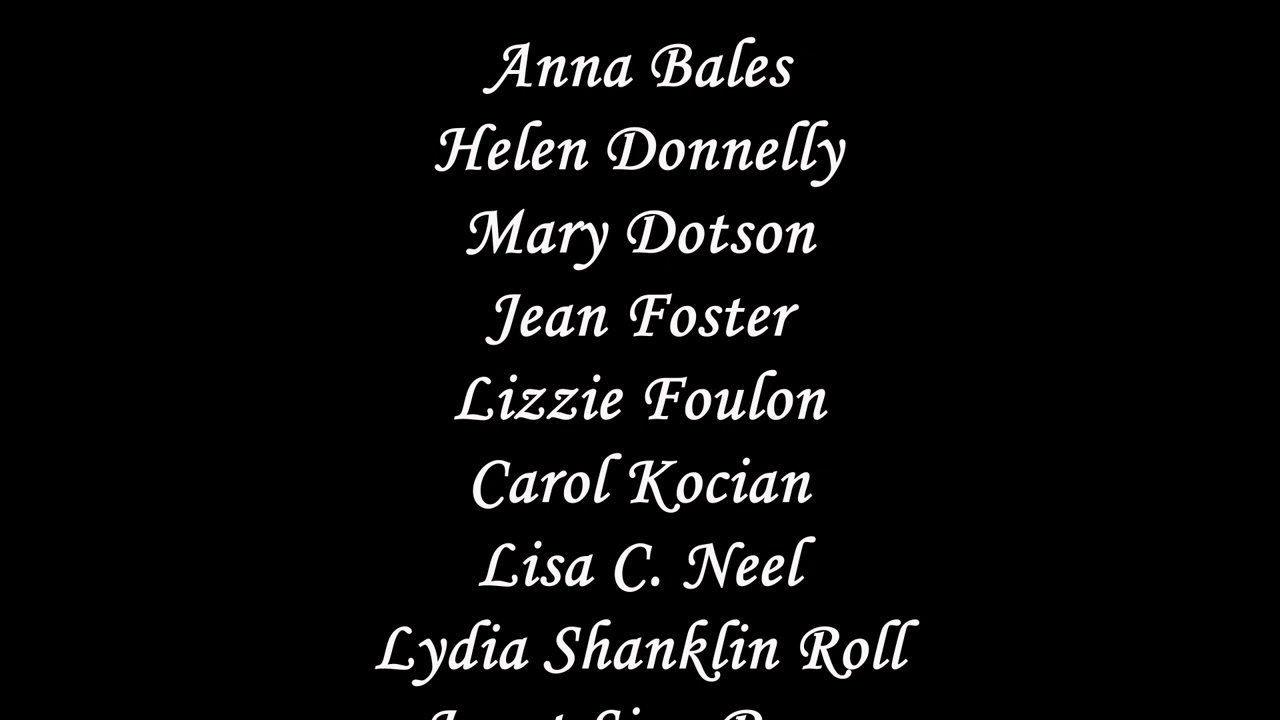 Anna Bales
Helen Donnelly
Mary Dotson
Jean Foster
Lizzie Foulon
Carol Kocian
Lisa C. Neel
Lydia Shanklin Roll